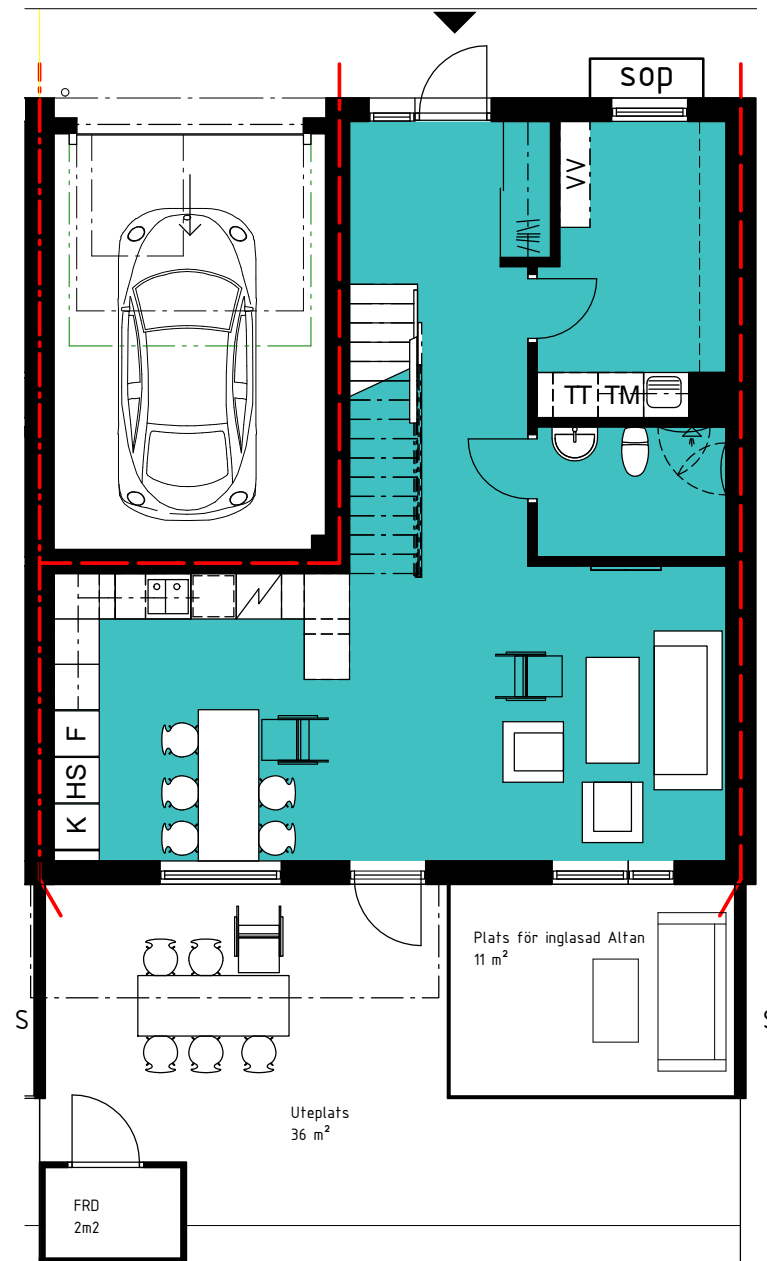 sop
VV
TT TM
F
HS
K
Plats för inglasad Altan
11 m²
S
S
Uteplats
36 m²
FRD
2m2